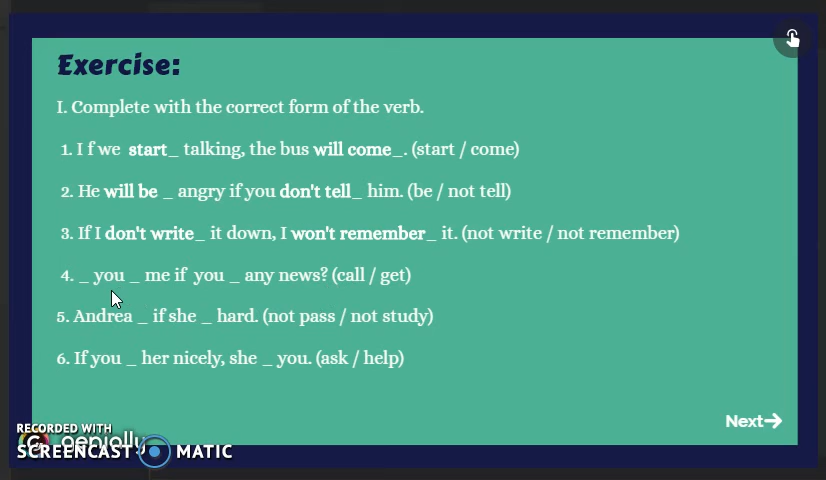 Exercise:
I. Complete with the correct form of the verb.
1. I f we start_ talking, the bus will come_. (start / come)
2. He will be _ angry if you don't tell_ him. (be / not tell)
3. If I don't write_ it down, I won't remember_ it. (not write / not remember)
4. _ you _ me if you _ any news? (call / get)
5. Andrea _ if she _ hard. (not pass / not study)
6. If you _ her nicely, she _ you. (ask / help)
Next
RECORDED WITH
genially
SCREENCAST MATIC